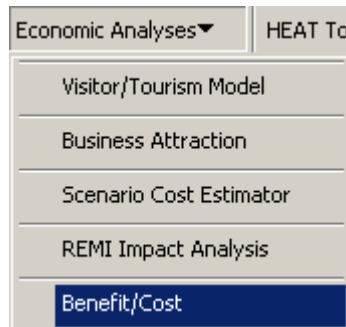 Economic Analyses▼ HEAT To
Visitor/Tourism Model
Business Attraction
Scenario Cost Estimator
REMI Impact Analysis
Benefit/Cost